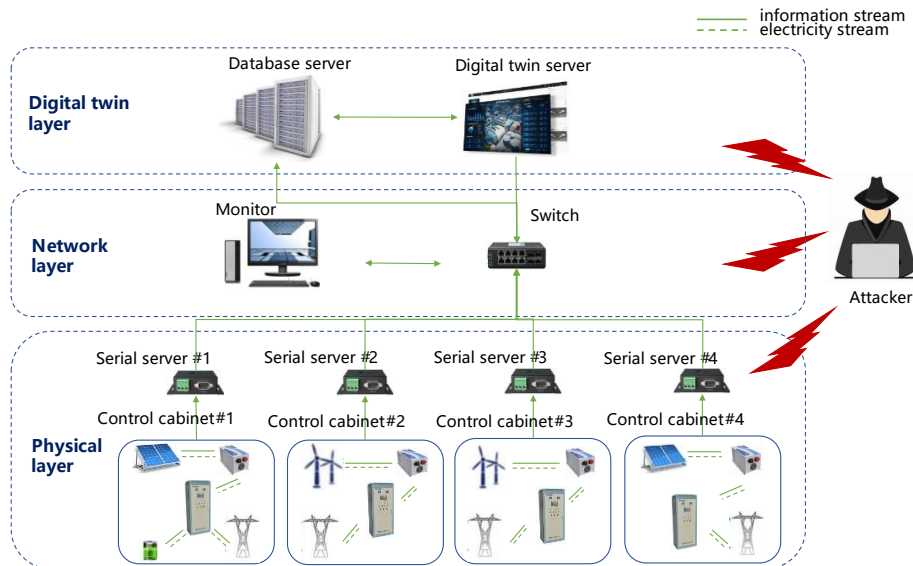 information stream
electricity stream
Database server
Digital twin server
Digital twin
layer
Monitor
Switch
Network
layer
Attacker
Serial server #1
Serial server #2
Serial server #3
Serial server #4
Control cabinet#1
Control cabinet#2
Control cabinet#3
Control cabinet#4
Physical
layer